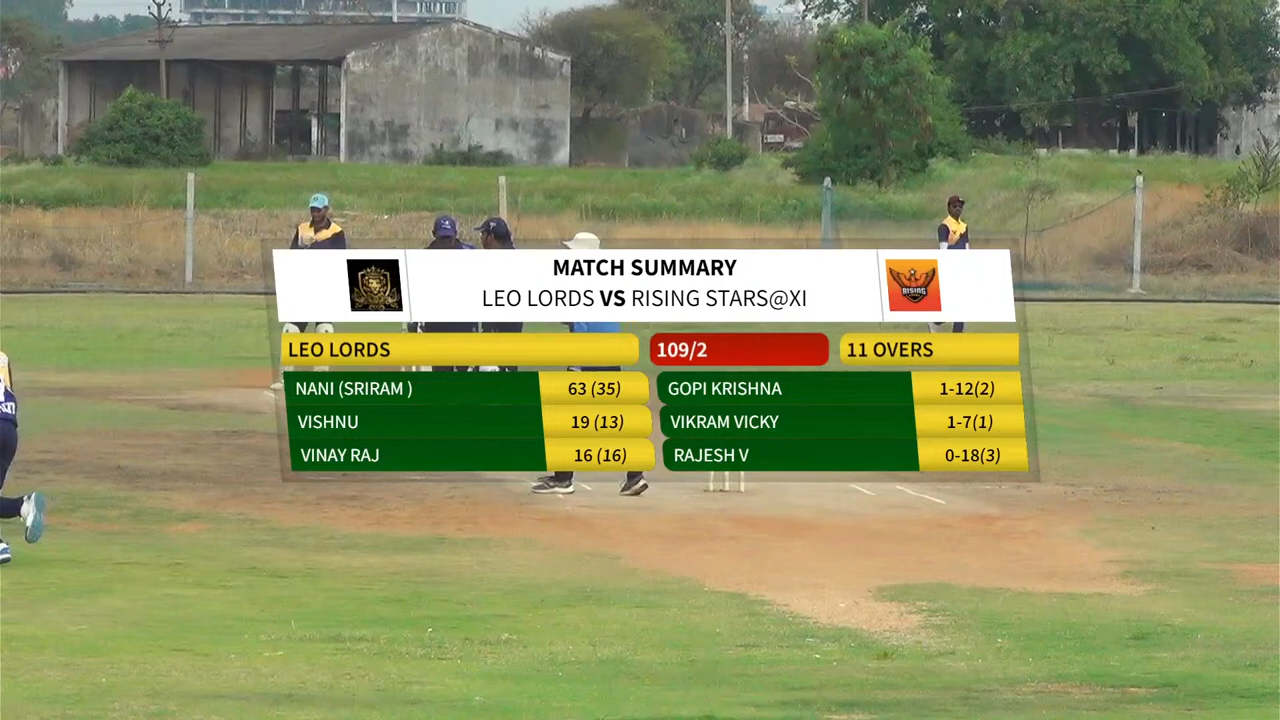 MATCH SUMMARY
LEO LORDS VS RISING STARS@XI
RISING
LEO LORDS 109/2 11 OVERS
NANI (SRIRAM ) 63 (35) GOPI KRISHNA 1-12(2)
VISHNU 19 (13) VIKRAM VICKY 1-7(1)
VINAY RAJ 16 (16) RAJESH V 0-18(3)